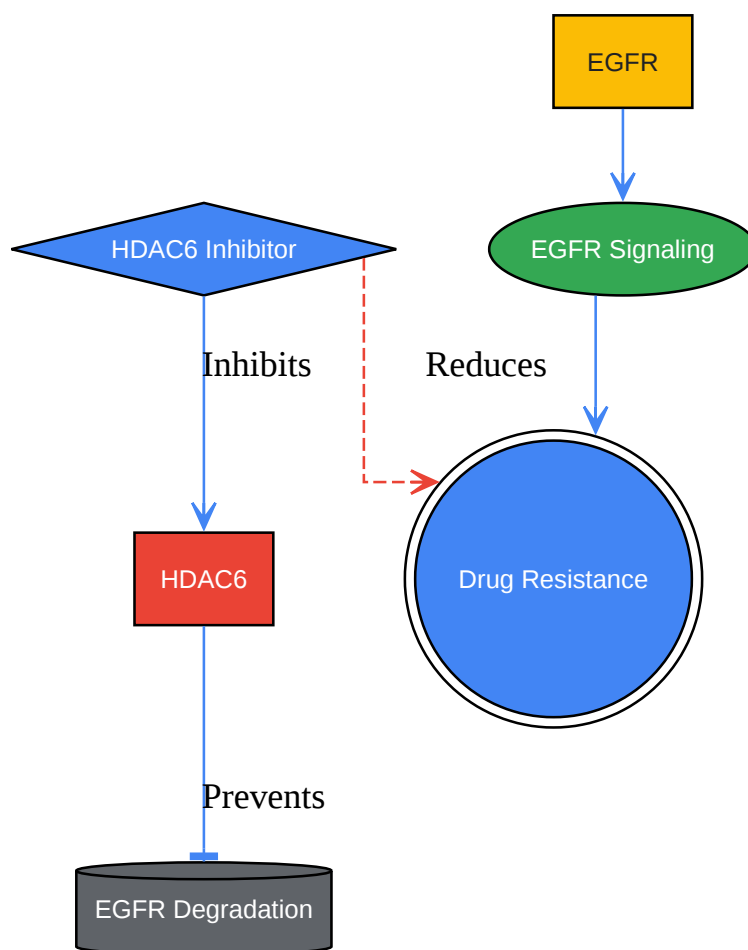 EGFR
HDAC6 Inhibitor
EGFR Signaling
Inhibits
Reduces
HDAC6
Drug Resistance
Prevents
EGFR Degradation